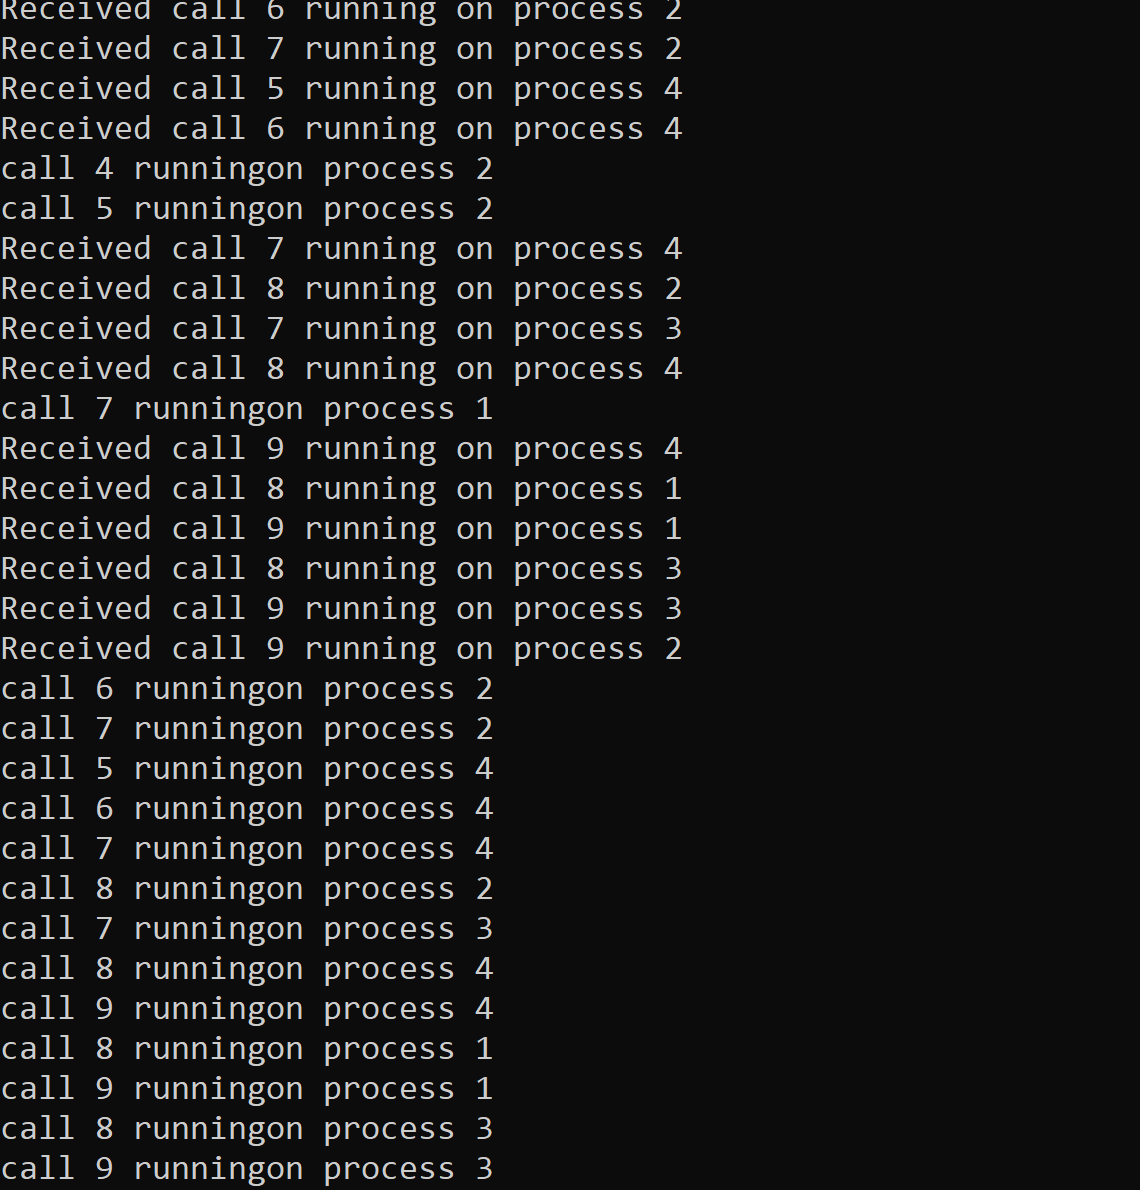 Received call 6 running on process 2
Received call 7 running on process 2
Received call 5 running on process 4
Received call 6 running on process 4
call 4 runningon process 2
call 5 runningon process 2
Received call 7 running on process 4
Received call 8 running on process 2
Received call 7 running on process 3
Received call 8 running on process 4
call 7 runningon process 1
Received call 9 running on process 4
Received call 8 running on process 1
Received call 9 running on process 1
Received call 8 running on process 3
Received call 9 running on process 3
Received call 9 running on process 2
call 6 runningon process 2
call 7 runningon process 2
call 5 runningon process 4
call 6 runningon process 4
call 7 runningon process 4
call 8 runningon process 2
call 7 runningon process 3
call 8 runningon process 4
call 9 runningon process 4
call 8 runningon process 1
call 9 runningon process 1
call 8 runningon process 3
call 9 runningon process 3